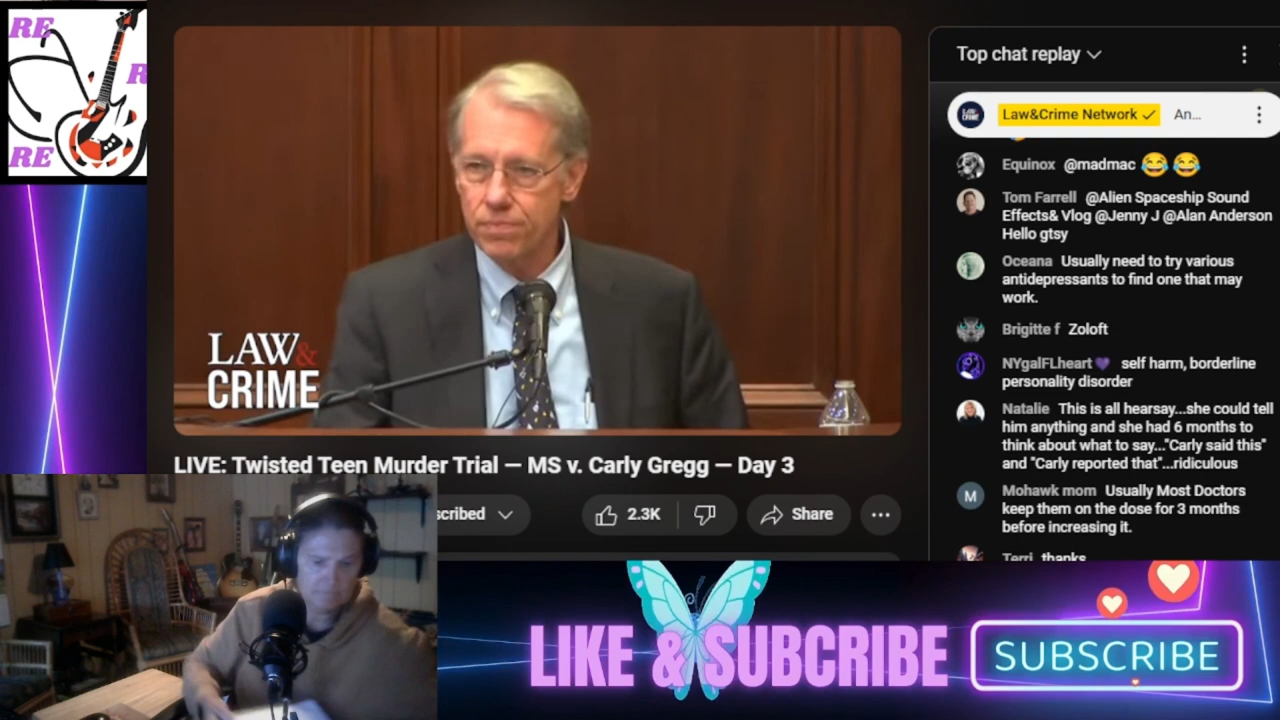 RE
R
RE
LAW&
CRIME
LIVE: Twisted Teen Murder Trial — MS v. Carly Gregg — Day 3
scribed
2.3K
Share
Top chat replay
LAW&
CRIME
Law&Crime Network
An...
Equinox @madmac 😂 😂
Tom Farrell @Alien Spaceship Sound
Effects& Vlog @Jenny J @Alan Anderson
Hello gtsy
Oceana Usually need to try various
antidepressants to find one that may
work.
Brigitte f Zoloft
NYgalFLheart💜 self harm, borderline
personality disorder
Natalie This is all hearsay...she could tell
him anything and she had 6 months to
think about what to say..."Carly said this"
and "Carly reported that"...ridiculous
M
Mohawk mom Usually Most Doctors
keep them on the dose for 3 months
before increasing it.
Terri thanks
LIKE & SUBCRIBE
SUBSCRIBE